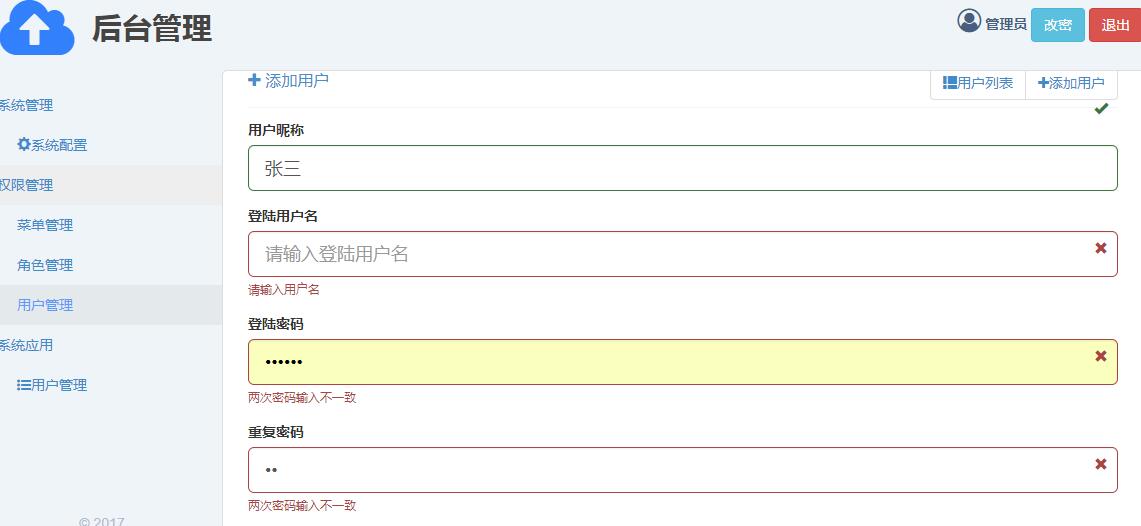 后台管理
管理员
改密
退出
系统管理
系统配置
权限管理
菜单管理
角色管理
用户管理
系统应用
用户管理
© 2017
添加用户
用户列表
添加用户
用户昵称
张三
登陆用户名
请输入登陆用户名
请输入用户名
登陆密码
••••••
两次密码输入不一致
重复密码
••
两次密码输入不一致